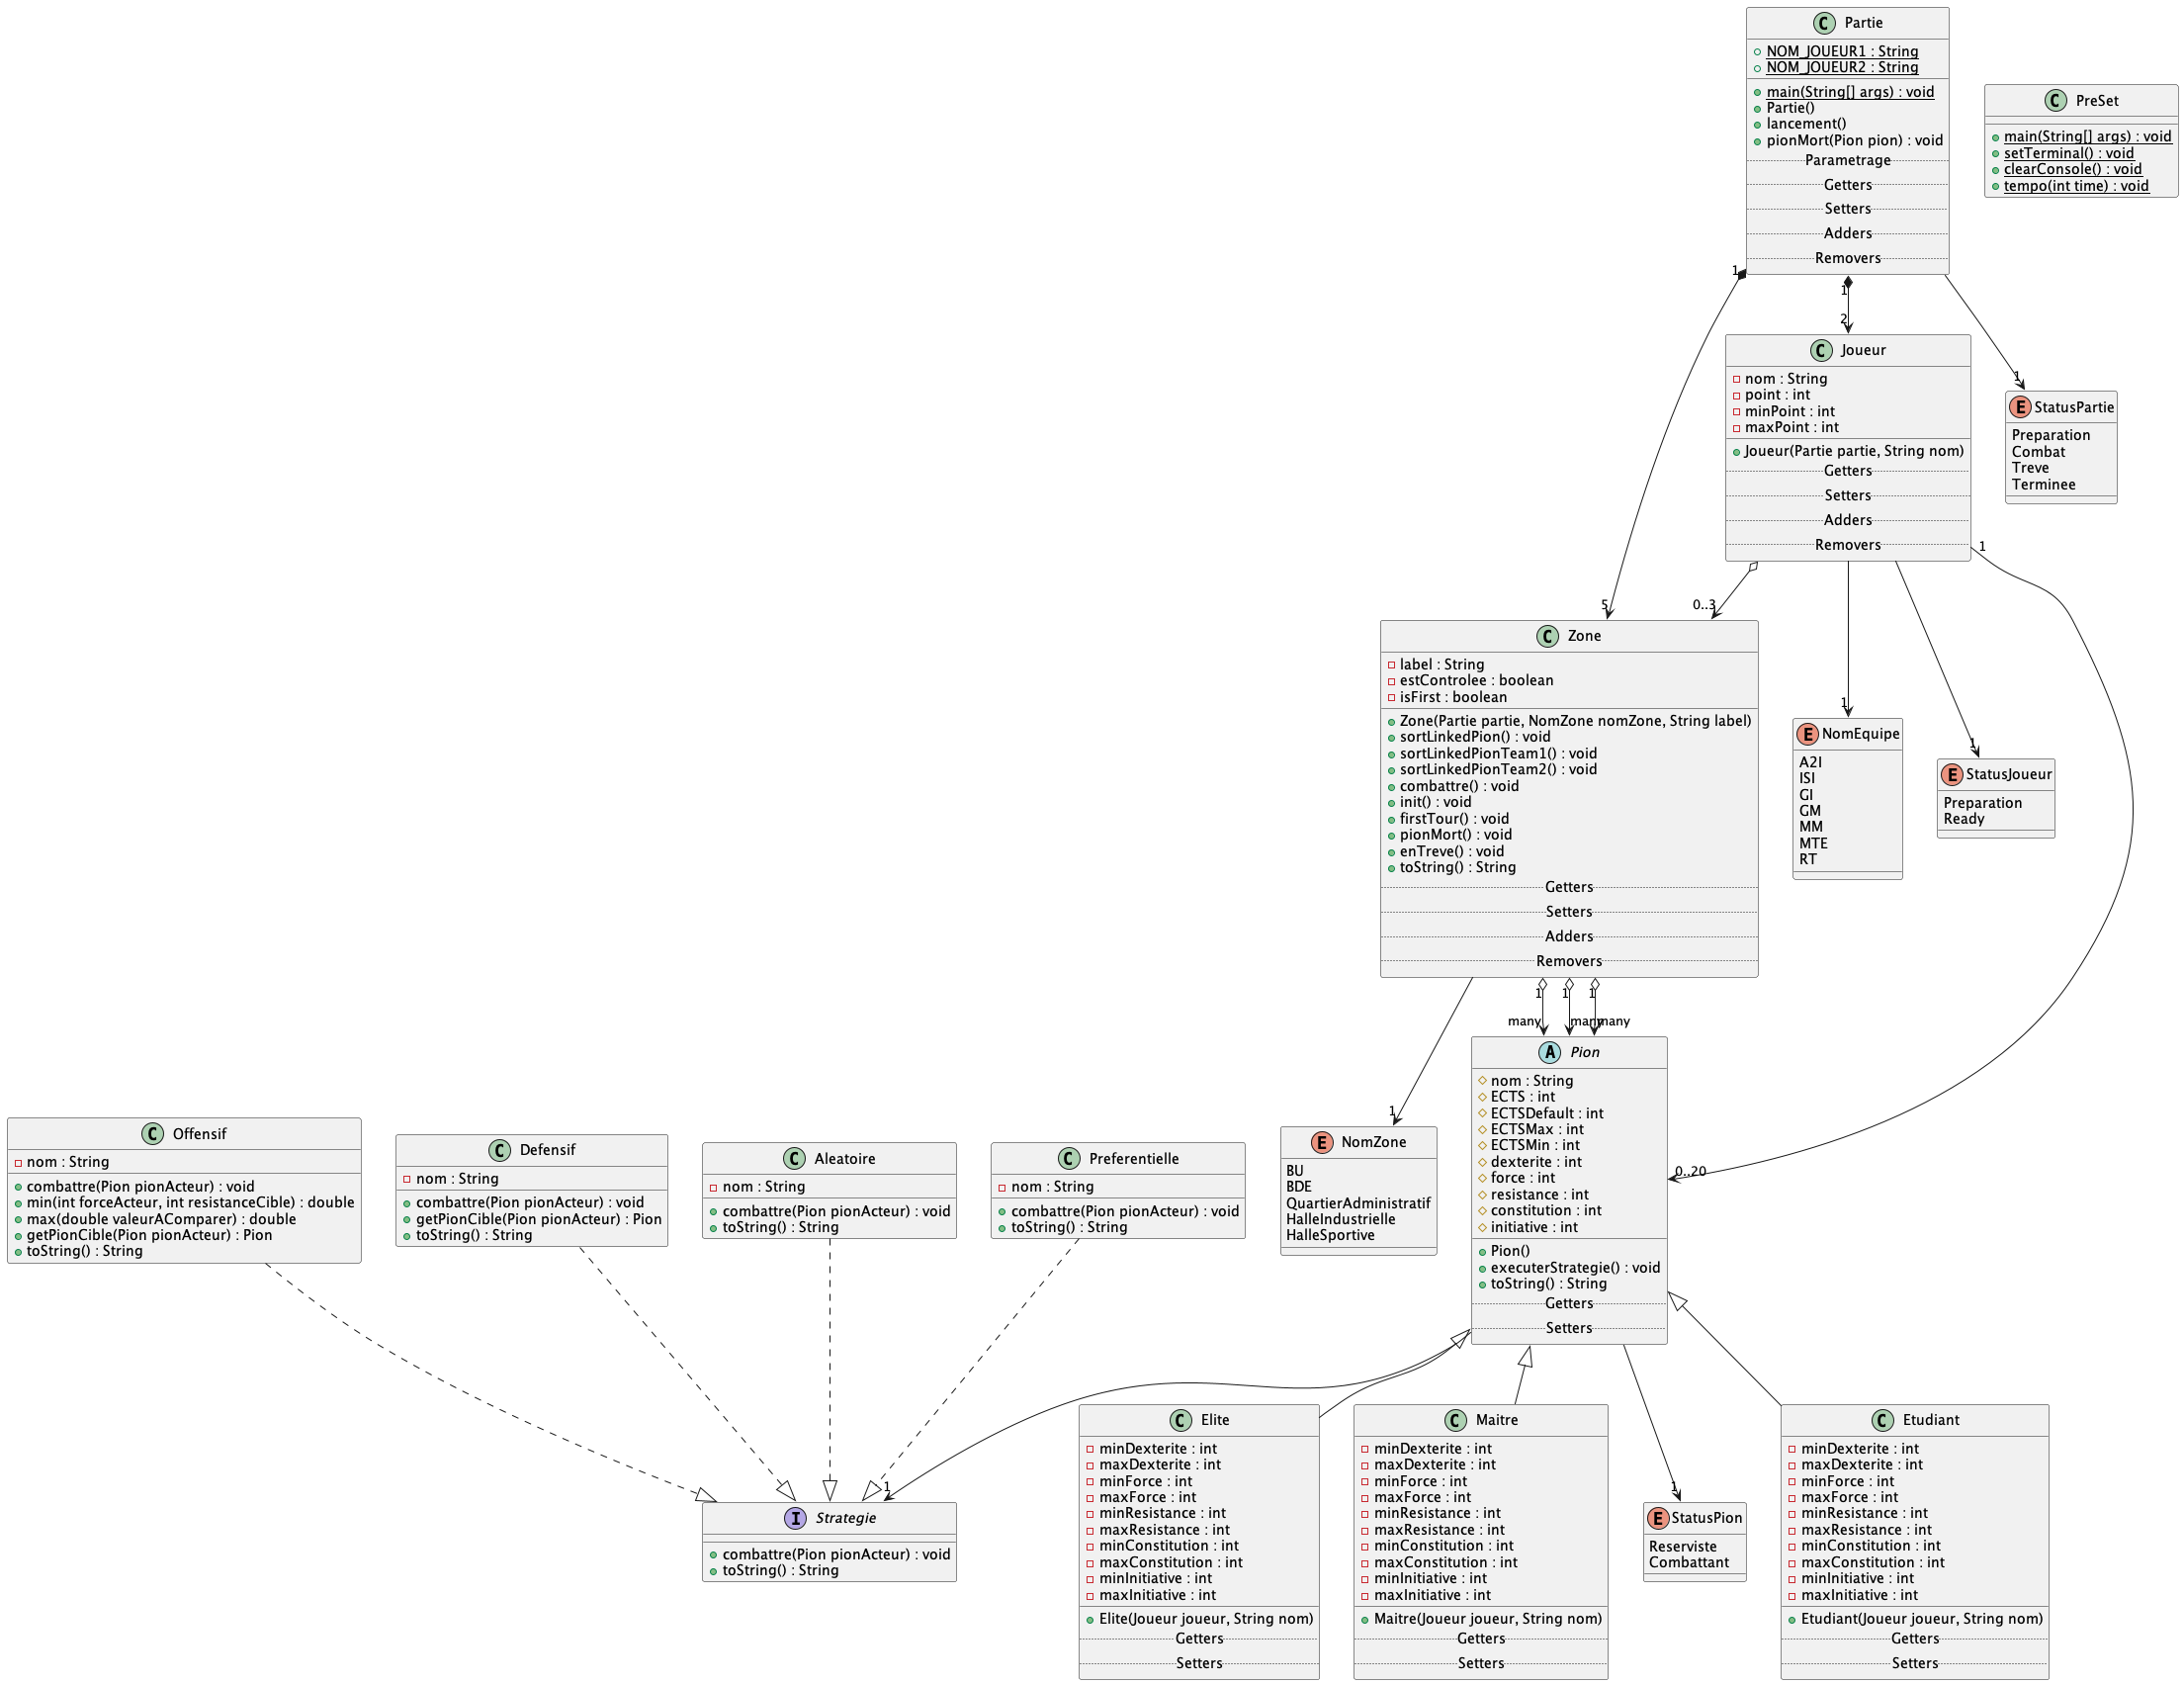 C Partie
NOM_JOUEUR1 : String
NOM_JOUEUR2 : String
main(String[] args) : void
Partie()
lancement()
pionMort(Pion pion) : void
Parametrage
Getters
Setters
Adders
Removers
C PreSet
main(String[] args) : void
setTerminal() : void
clearConsole() : void
tempo(int time) : void
1
1
2
C Joueur
nom : String
point : int
minPoint : int
maxPoint : int
Joueur(Partie partie, String nom)
Getters
Setters
Adders
Removers
1
E StatusPartie
Preparation
Combat
Treve
Terminee
1
5
0..3
C Zone
label : String
estControlee : boolean
isFirst : boolean
Zone(Partie partie, NomZone nomZone, String label)
sortLinkedPion() : void
sortLinkedPionTeam1() : void
sortLinkedPionTeam2() : void
combattre() : void
init() : void
firstTour() : void
pionMort() : void
enTreve() : void
toString() : String
Getters
Setters
Adders
Removers
1
E NomEquipe
A2I
ISI
GI
GM
MM
MTE
RT
1
E StatusJoueur
Preparation
Ready
1
1
1
many
many
many
A Pion
nom : String
ECTS : int
ECTSDefault : int
ECTSMax : int
ECTSMin : int
dexterite : int
force : int
resistance : int
constitution : int
initiative : int
Pion()
executerStrategie() : void
toString() : String
Getters
Setters
0..20
1
E NomZone
BU
BDE
QuartierAdministratif
HalleIndustrielle
HalleSportive
C Offensif
nom : String
combattre(Pion pionActeur) : void
min(int forceActeur, int resistanceCible) : double
max(double valeurAComparer) : double
getPionCible(Pion pionActeur) : Pion
toString() : String
C Defensif
nom : String
combattre(Pion pionActeur) : void
getPionCible(Pion pionActeur) : Pion
toString() : String
C Aleatoire
nom : String
combattre(Pion pionActeur) : void
toString() : String
C Preferentielle
nom : String
combattre(Pion pionActeur) : void
toString() : String
1
I Strategie
combattre(Pion pionActeur) : void
toString() : String
C Elite
minDexterite : int
maxDexterite : int
minForce : int
maxForce : int
minResistance : int
maxResistance : int
minConstitution : int
maxConstitution : int
minInitiative : int
maxInitiative : int
Elite(Joueur joueur, String nom)
Getters
Setters
C Maitre
minDexterite : int
maxDexterite : int
minForce : int
maxForce : int
minResistance : int
maxResistance : int
minConstitution : int
maxConstitution : int
minInitiative : int
maxInitiative : int
Maitre(Joueur joueur, String nom)
Getters
Setters
1
E StatusPion
Reserviste
Combattant
C Etudiant
minDexterite : int
maxDexterite : int
minForce : int
maxForce : int
minResistance : int
maxResistance : int
minConstitution : int
maxConstitution : int
minInitiative : int
maxInitiative : int
Etudiant(Joueur joueur, String nom)
Getters
Setters